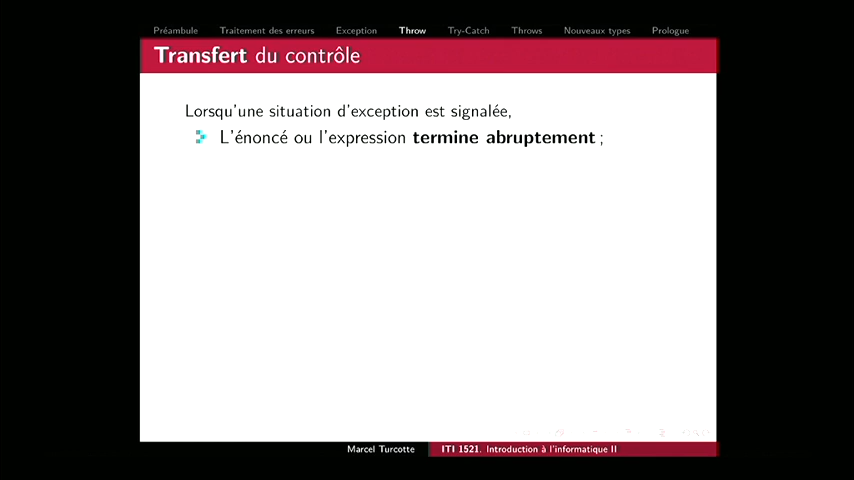 Préambule Traitement des erreurs Exception Throw Try-Catch Throws Nouveaux types Prologue
Transfert du contrôle
Lorsqu'une situation d'exception est signalée,
L'énoncé ou l'expression termine abruptement ;
Marcel Turcotte ITI 1521. Introduction à l'informatique II